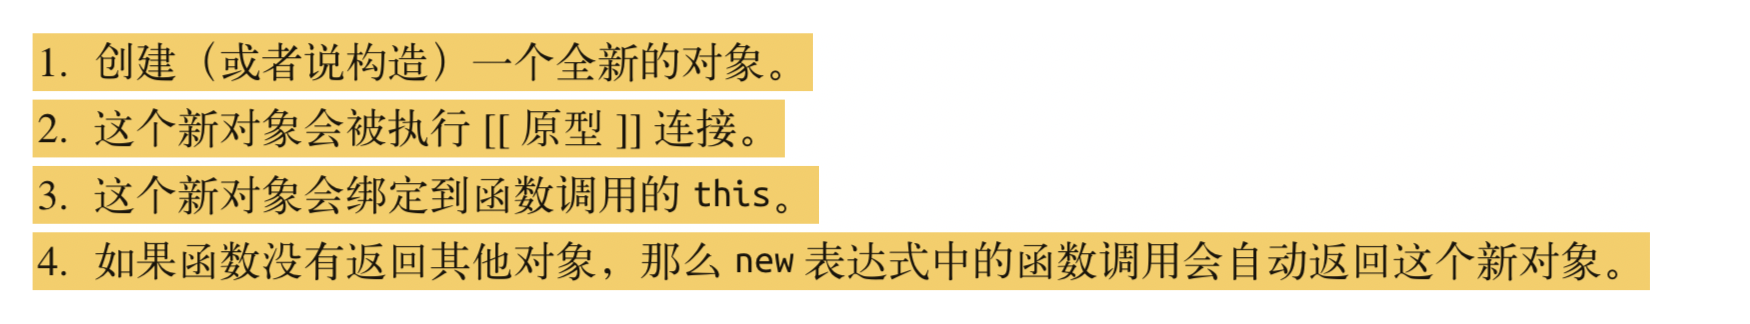 1. 创建（或者说构造）一个全新的对象。
2. 这个新对象会被执行 [[ 原型 ]] 连接。
3. 这个新对象会绑定到函数调用的 this。
4. 如果函数没有返回其他对象，那么 new 表达式中的函数调用会自动返回这个新对象。